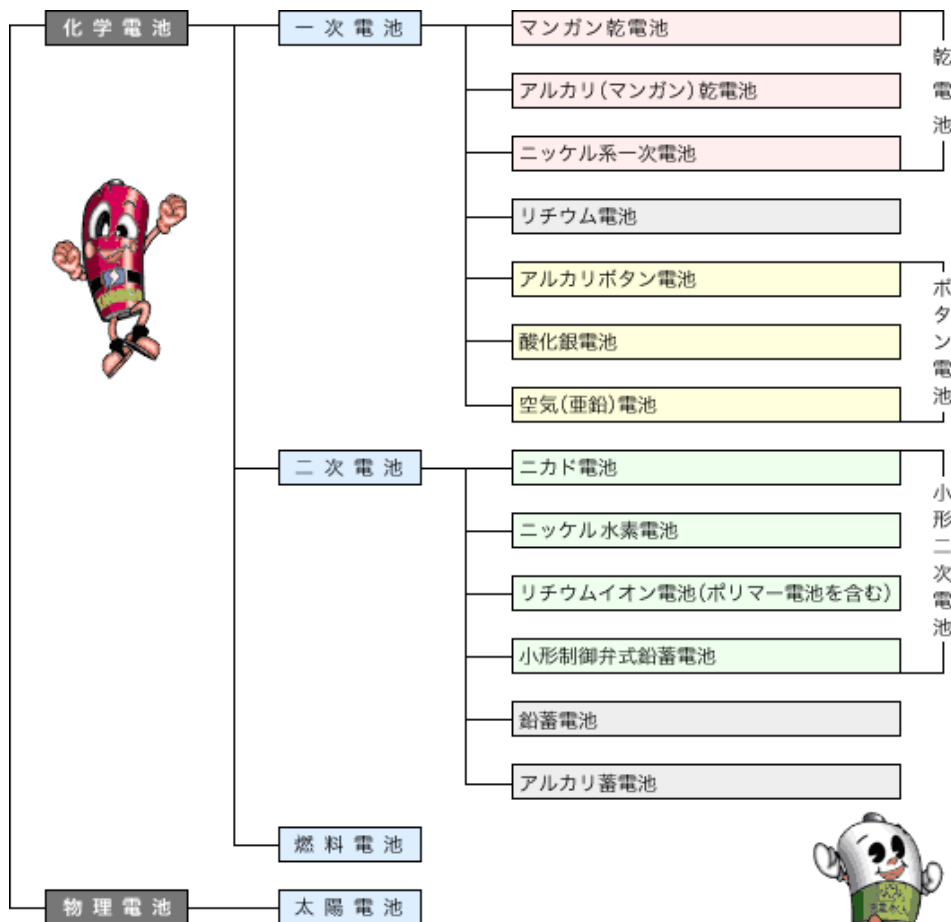 化学電池
一次電池
マンガン乾電池
アルカリ(マンガン)乾電池
ニッケル系一次電池
乾電池
リチウム電池
アルカリボタン電池
酸化銀電池
空気(亜鉛)電池
ボタン電池
二次電池
ニカド電池
ニッケル水素電池
リチウムイオン電池(ポリマー電池を含む)
小形制御弁式鉛蓄電池
小形二次電池
鉛蓄電池
アルカリ蓄電池
燃料電池
物理電池
太陽電池